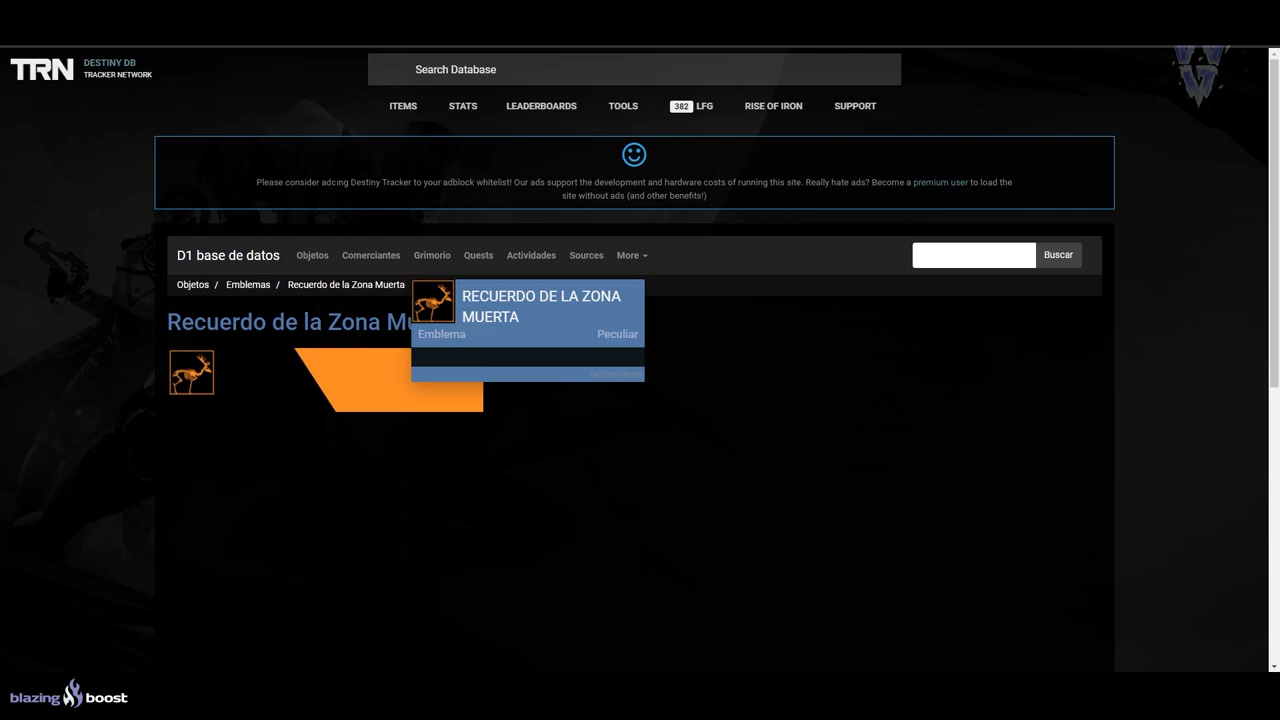 TRN DESTINY DB
TRACKER NETWORK
Search Database
ITEMS STATS LEADERBOARDS TOOLS 382 LFG RISE OF IRON SUPPORT
Please consider adding Destiny Tracker to your adblock whitelist! Our ads support the development and hardware costs of running this site. Really hate ads? Become a premium user to load the
site without ads (and other benefits!)
D1 base de datos Objetos Comerciantes Grimorio Quests Actividades Sources More Buscar
Objetos / Emblemas / Recuerdo de la Zona Muerta
RECUERDO DE LA ZONA
MUERTA
Emblema Peculiar
Recuerdo de la Zona
blazing boost